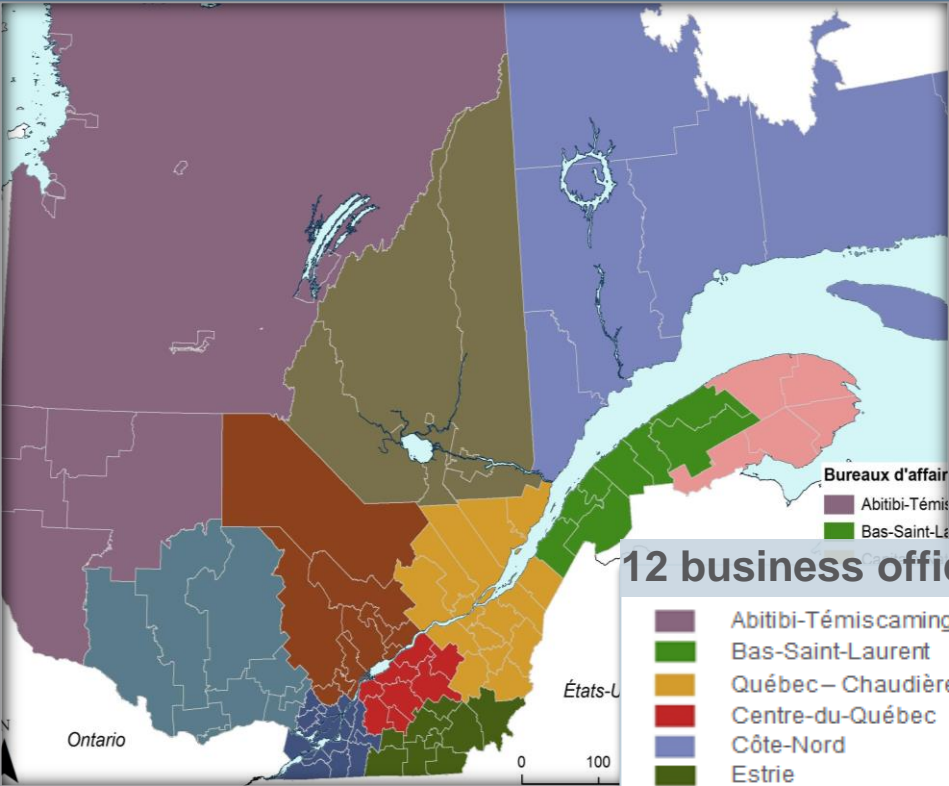 Bureaux d'affair
Abitibi-Témis
Bas-Saint-La
12 business offic
Abitibi-Témiscaming
Bas-Saint-Laurent
Québec – Chaudière
Centre-du-Québec
Côte-Nord
Estrie
États-U
Ontario
N
0 100